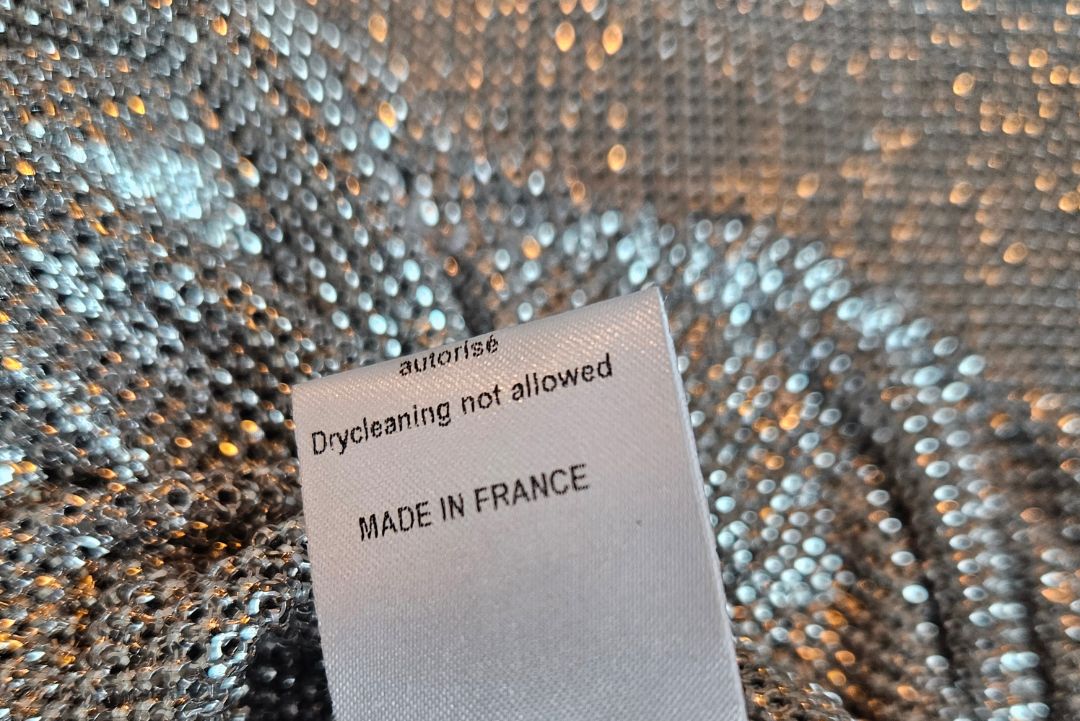 autorisé
Drycleaning not allowed
MADE IN FRANCE